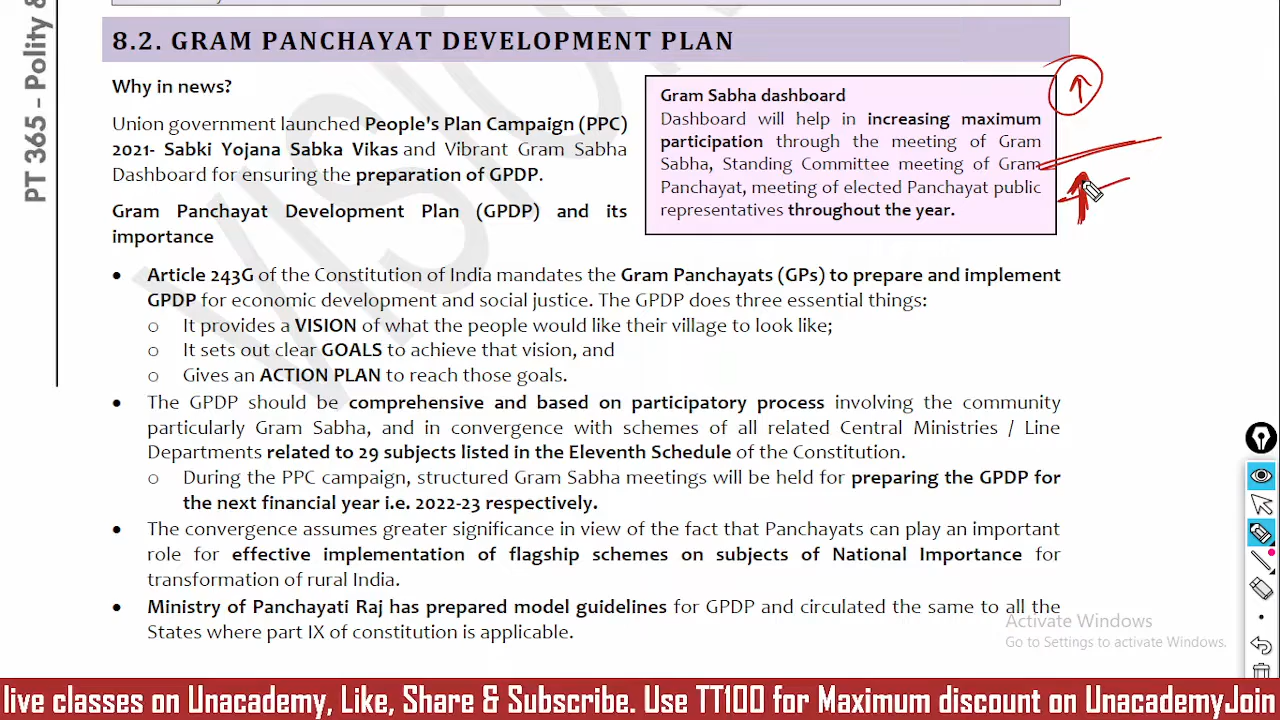 PT 365 - Polity &
8.2. GRAM PANCHAYAT DEVELOPMENT PLAN
Why in news?
Union government launched People's Plan Campaign (PPC)
2021- Sabki Yojana Sabka Vikas and Vibrant Gram Sabha
Dashboard for ensuring the preparation of GPDP.
Gram Panchayat Development Plan (GPDP) and its
importance
Gram Sabha dashboard
Dashboard will help in increasing maximum
participation through the meeting of Gram
Sabha, Standing Committee meeting of Gram
Panchayat, meeting of elected Panchayat public
representatives throughout the year.
• Article 243G of the Constitution of India mandates the Gram Panchayats (GPs) to prepare and implement
GPDP for economic development and social justice. The GPDP does three essential things:
o It provides a VISION of what the people would like their village to look like;
o It sets out clear GOALS to achieve that vision, and
o Gives an ACTION PLAN to reach those goals.
• The GPDP should be comprehensive and based on participatory process involving the community
particularly Gram Sabha, and in convergence with schemes of all related Central Ministries / Line
Departments related to 29 subjects listed in the Eleventh Schedule of the Constitution.
o During the PPC campaign, structured Gram Sabha meetings will be held for preparing the GPDP for
the next financial year i.e. 2022-23 respectively.
• The convergence assumes greater significance in view of the fact that Panchayats can play an important
role for effective implementation of flagship schemes on subjects of National Importance for
transformation of rural India.
• Ministry of Panchayati Raj has prepared model guidelines for GPDP and circulated the same to all the
States where part IX of constitution is applicable.
Activate Windows
Go to Settings to activate Windows.
live classes on Unacademy, Like, Share & Subscribe. Use TT100 for Maximum discount on UnacademyJoin